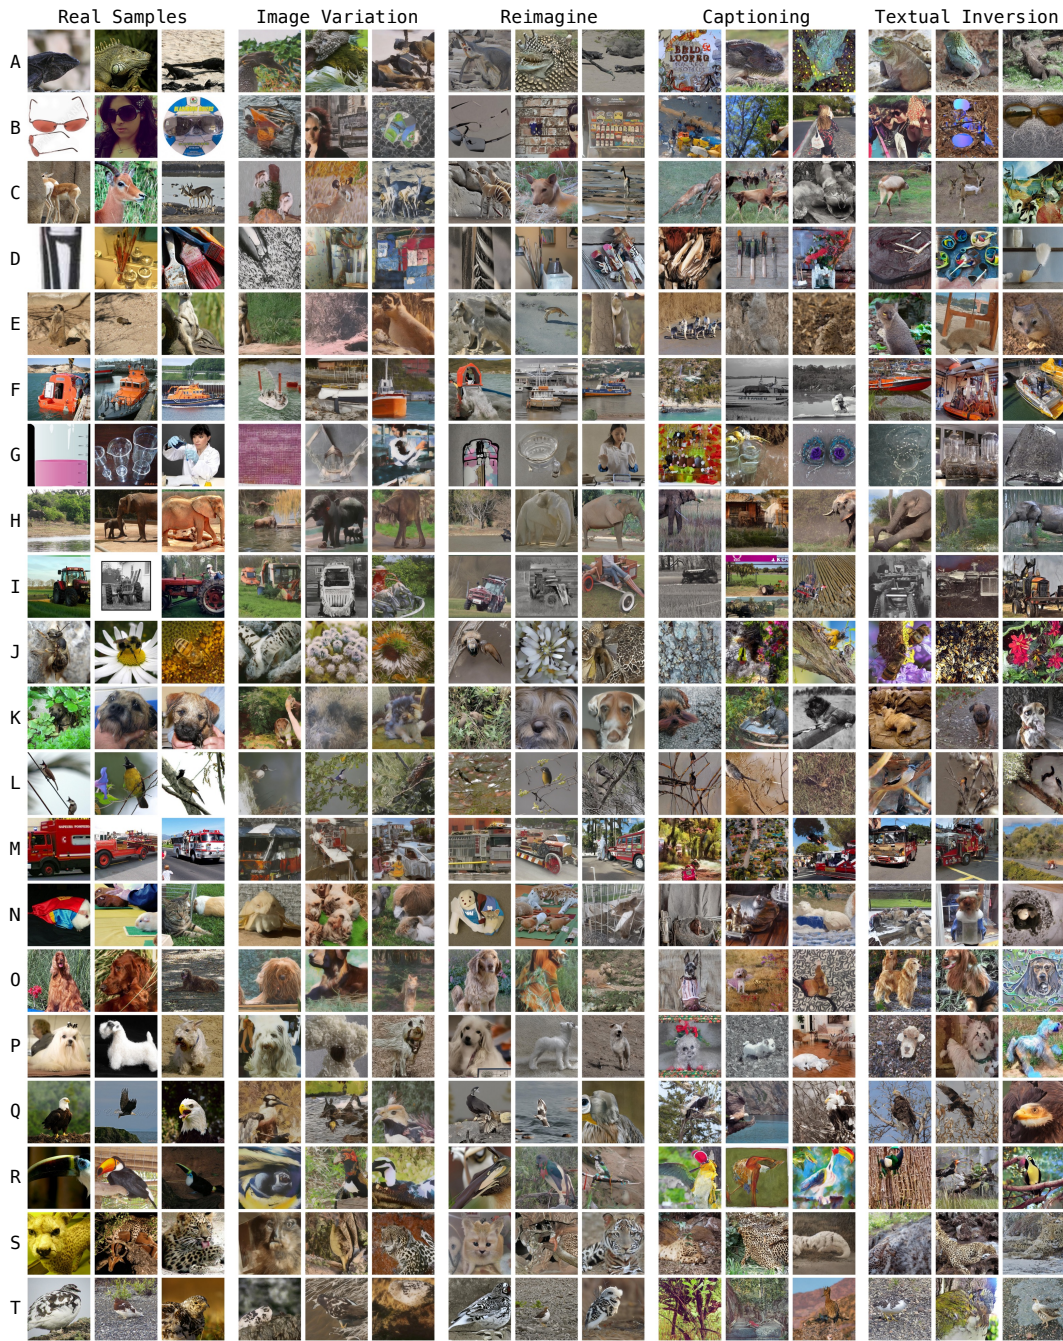 Real Samples Image Variation Reimagine Captioning Textual Inversion
A
B
C
D
E
F
G
H
I
J
K
L
M
N
O
P
Q
R
S
T